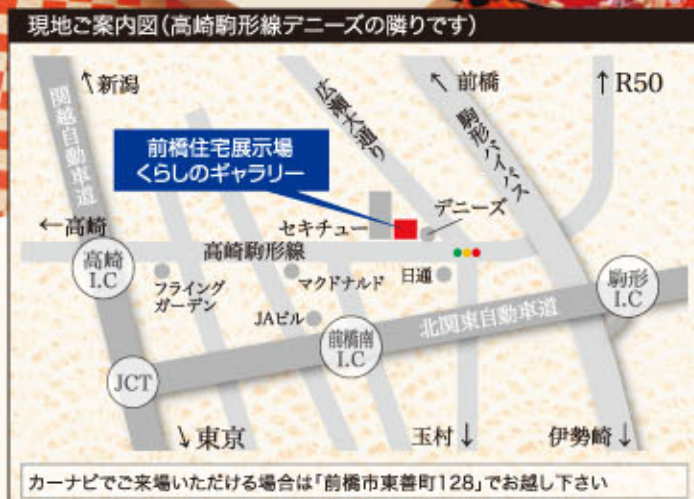 現地ご案内図(高崎駒形線デニーズの隣りです)
↖新潟
関越自動車道
広瀬大通り
↖前橋
駒形バイパス
↑R50
前橋住宅展示場
くらしのギャラリー
←高崎
セキチュー
デニーズ
高崎駒形線
高崎
I.C
フライング
ガーデン
マクドナルド
日通
駒形
I.C
JAビル
前橋南
I.C
北関東自動車道
JCT
↘東京
玉村↓
伊勢崎↓
カーナビでご来場いただける場合は「前橋市東善町128」でお越し下さい